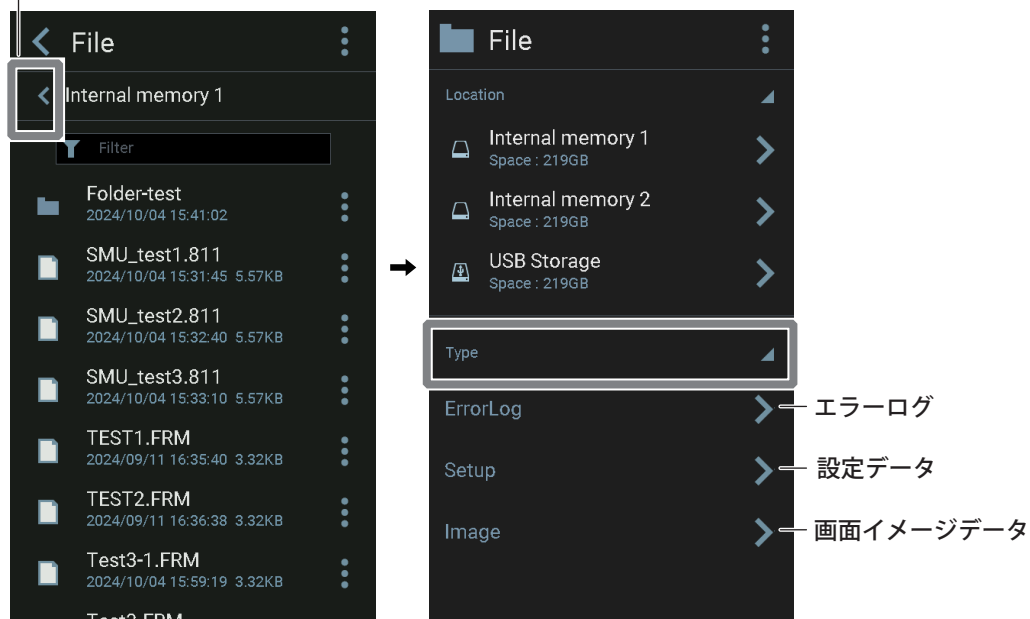 File
Internal memory 1
Filter
Folder-test
2024/10/04 15:41:02
SMU_test1.811
2024/10/04 15:31:45 5.57KB
SMU_test2.811
2024/10/04 15:32:40 5.57KB
SMU_test3.811
2024/10/04 15:33:10 5.57KB
TEST1.FRM
2024/09/11 16:35:40 3.32KB
TEST2.FRM
2024/09/11 16:36:38 3.32KB
Test3-1.FRM
2024/10/04 15:59:19 3.32KB
File
Location
Internal memory 1
Space : 219GB
Internal memory 2
Space : 219GB
USB Storage
Space : 219GB
Type
ErrorLog
エラーログ
Setup
設定データ
Image
画面イメージデータ